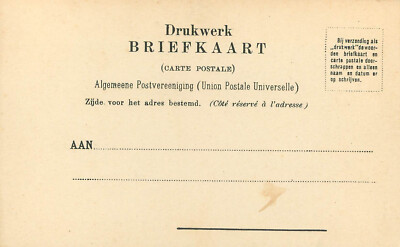 Drukwerk
BRIEFKAART
(CARTE POSTALE)
Algemeene Postvereeniging (Union Postale Universelle)
Zijde voor het adres bestemd. (Côté réservé à l'adresse)
Bij verzending als
„drukwerk" de woor-
den briefkaart en
carte postale door-
schrappen en alleen
naam en datum er
op schrijven.
AAN